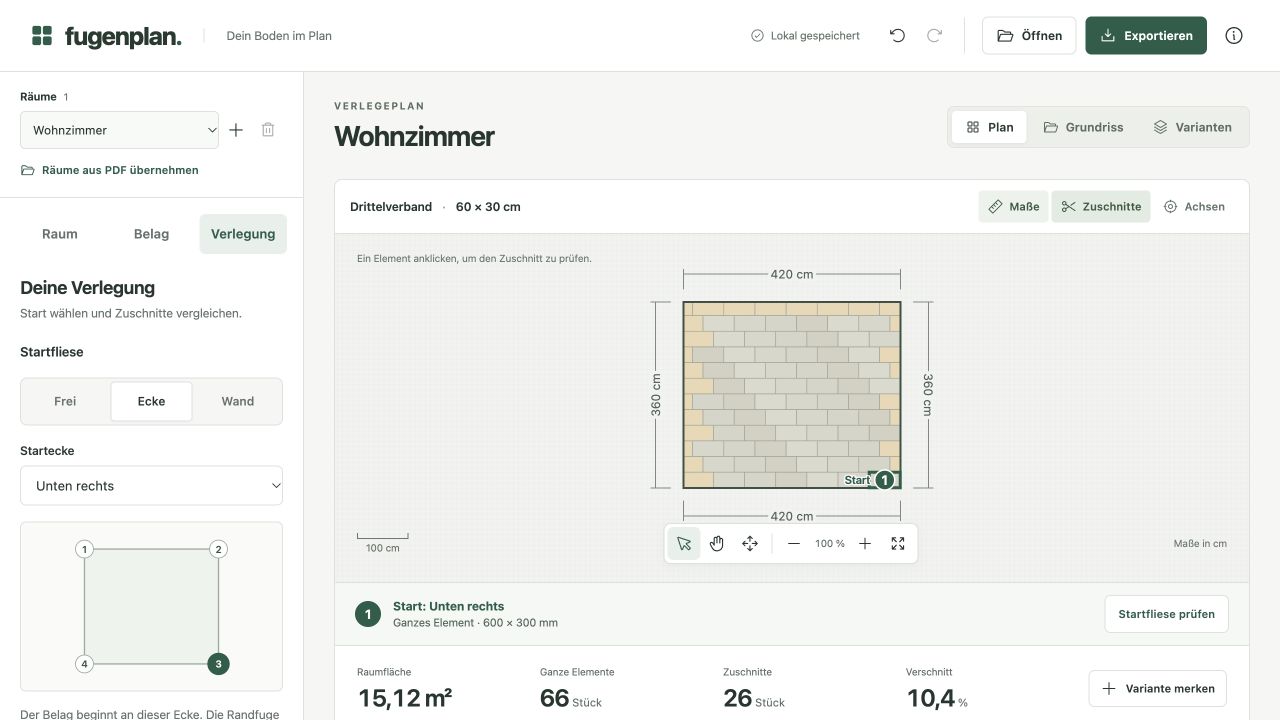 fugenplan.
Dein Boden im Plan
Lokal gespeichert
Öffnen
Exportieren
Räume 1
Wohnzimmer
Räume aus PDF übernehmen
Raum Belag Verlegung
Deine Verlegung
Start wählen und Zuschnitte vergleichen.
Startfliese
Frei Ecke Wand
Startecke
Unten rechts
1 2
4 3
Der Belag beginnt an dieser Ecke. Die Randfuge
VERLEGEPLAN
Wohnzimmer
Plan Grundriss Varianten
Drittelverband · 60 × 30 cm
Maße Zuschnitte Achsen
Ein Element anklicken, um den Zuschnitt zu prüfen.
420 cm
360 cm
360 cm
Start 1
420 cm
100 cm
100 %
Maße in cm
1
Start: Unten rechts
Ganzes Element · 600 × 300 mm
Startfliese prüfen
Raumfläche
15,12 m²
Ganze Elemente
66 Stück
Zuschnitte
26 Stück
Verschnitt
10,4 %
Variante merken